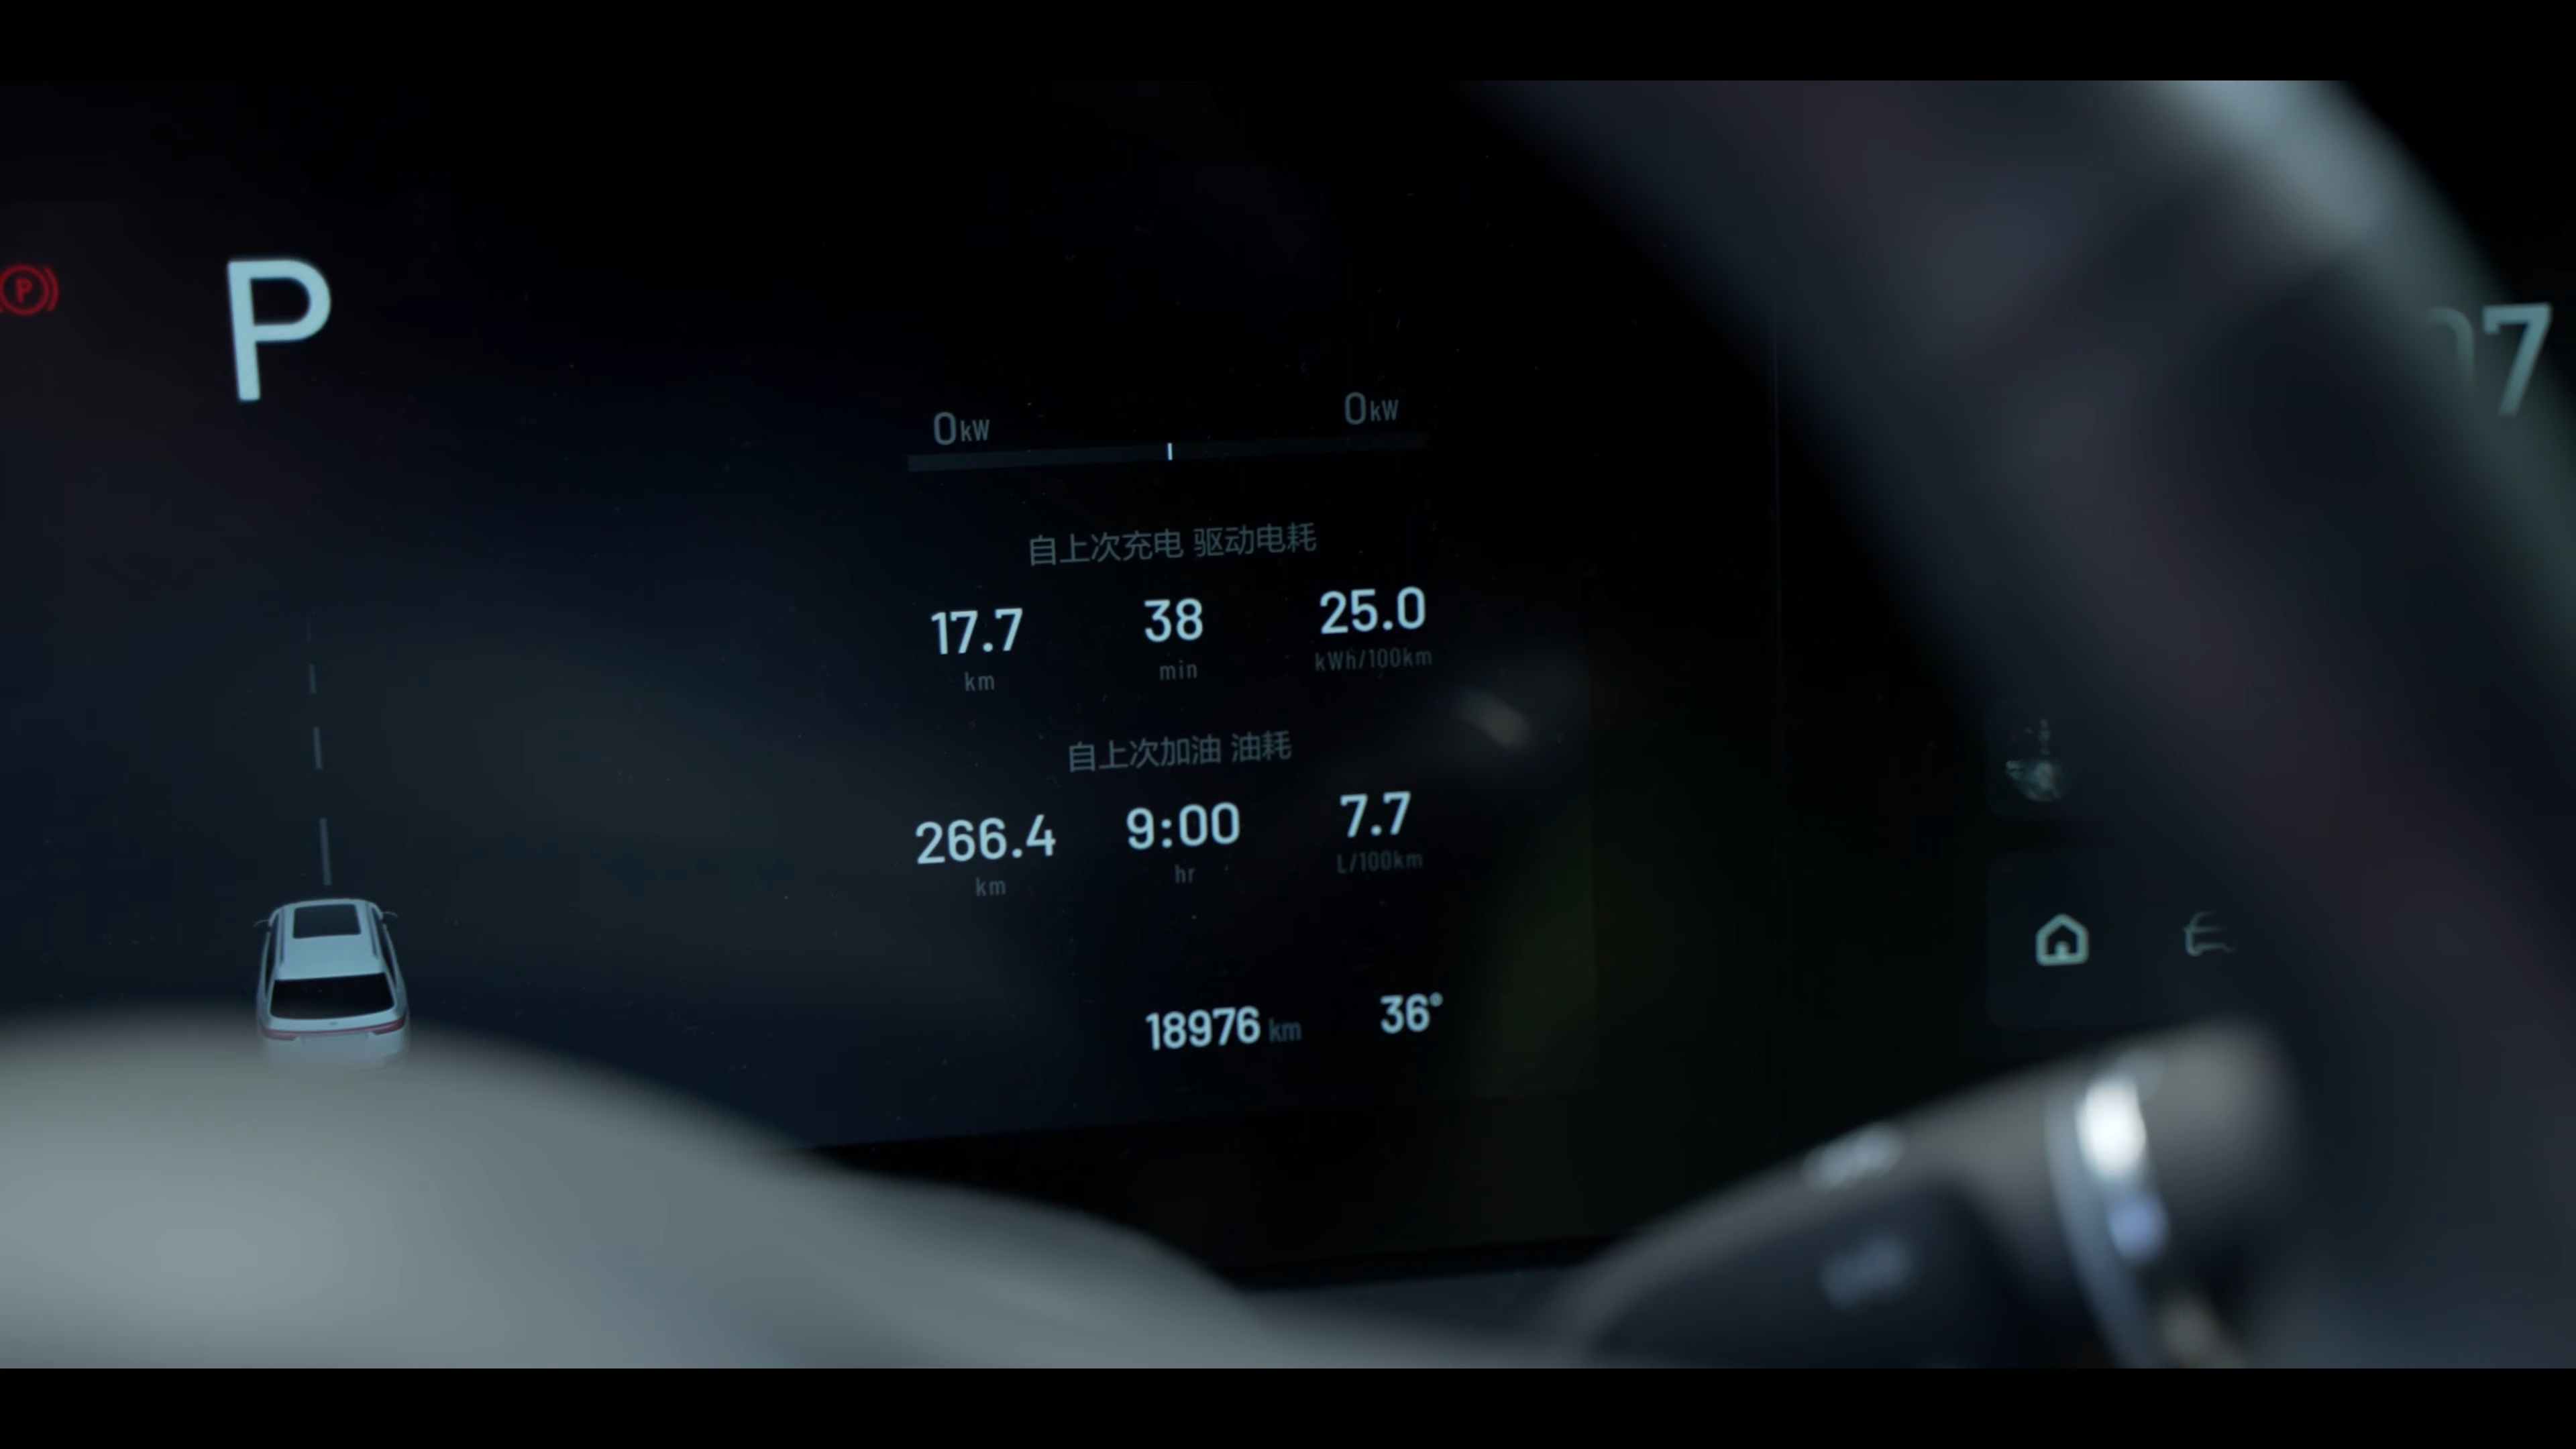 P
P
0kW 0kW
自上次充电 驱动电耗
17.7 38 25.0
km min kWh/100km
自上次加油 油耗
266.4 9:00 7.7
km hr L/100km
18976 km 36°
7